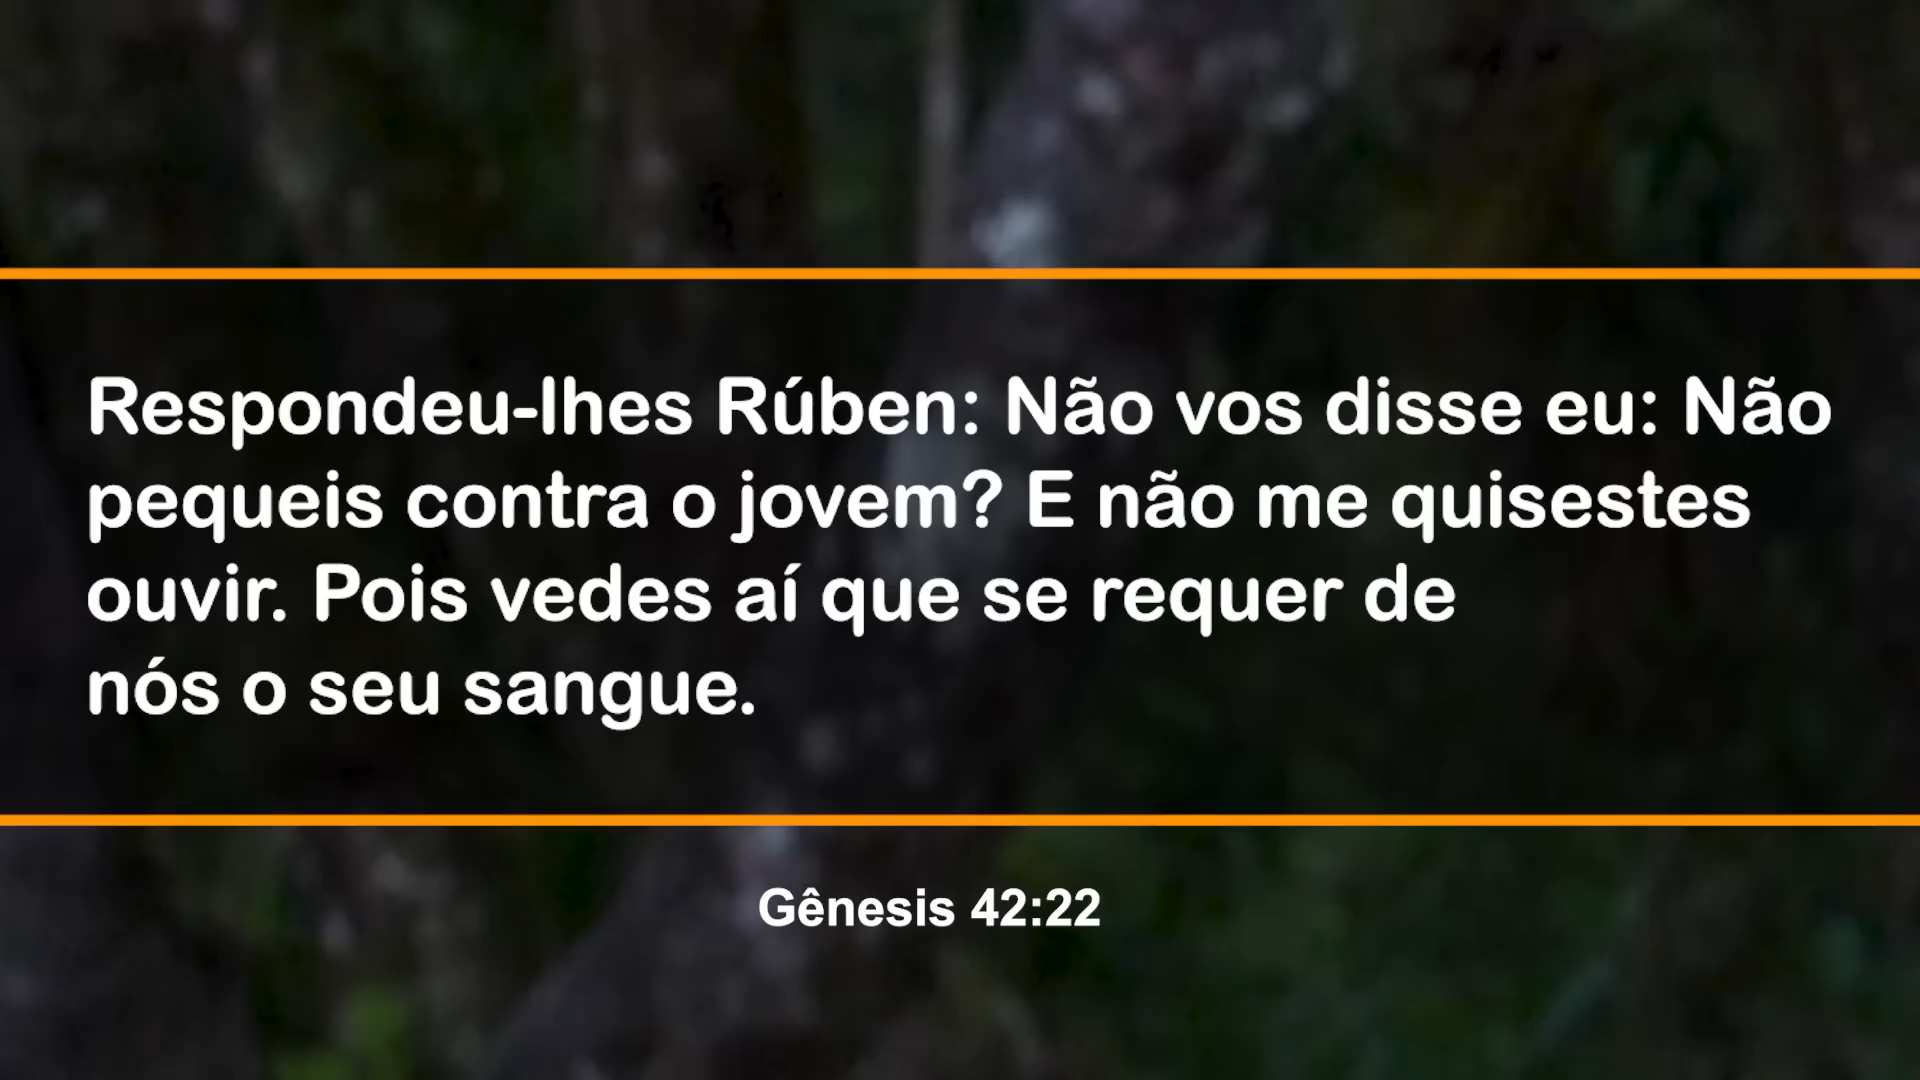 Respondeu-lhes Rúben: Não vos disse eu: Não
pequeis contra o jovem? E não me quisestes
ouvir. Pois vedes aí que se requer de
nós o seu sangue.
Gênesis 42:22